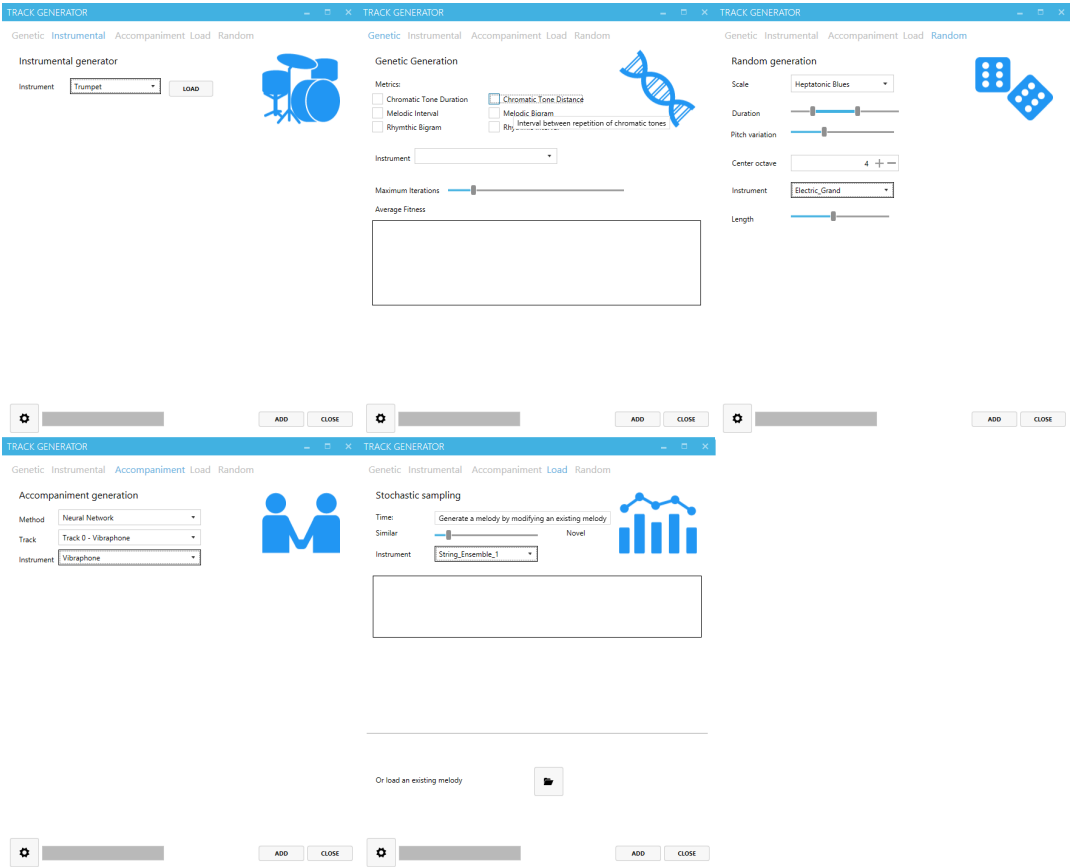 TRACK GENERATOR
Genetic Instrumental Accompaniment Load Random
Instrumental generator
Instrument Trumpet LOAD
ADD CLOSE
TRACK GENERATOR
Genetic Instrumental Accompaniment Load Random
Genetic Generation
Metrics:
Chromatic Tone Duration Chromatic Tone Distance
Melodic Interval Melodic Bigram
Interval between repetition of chromatic tones
Rhythmic Bigram
Instrument
Maximum Iterations
Average Fitness
ADD CLOSE
TRACK GENERATOR
Genetic Instrumental Accompaniment Load Random
Random generation
Scale Heptatonic Blues
Duration
Pitch variation
Center octave 4
Instrument Electric_Grand
Length
ADD CLOSE
TRACK GENERATOR
Genetic Instrumental Accompaniment Load Random
Accompaniment generation
Method Neural Network
Track Track 0 - Vibraphone
Instrument Vibraphone
ADD CLOSE
TRACK GENERATOR
Genetic Instrumental Accompaniment Load Random
Stochastic sampling
Time: Generate a melody by modifying an existing melody
Similar Novel
Instrument String_Ensemble_1
Or load an existing melody
ADD CLOSE